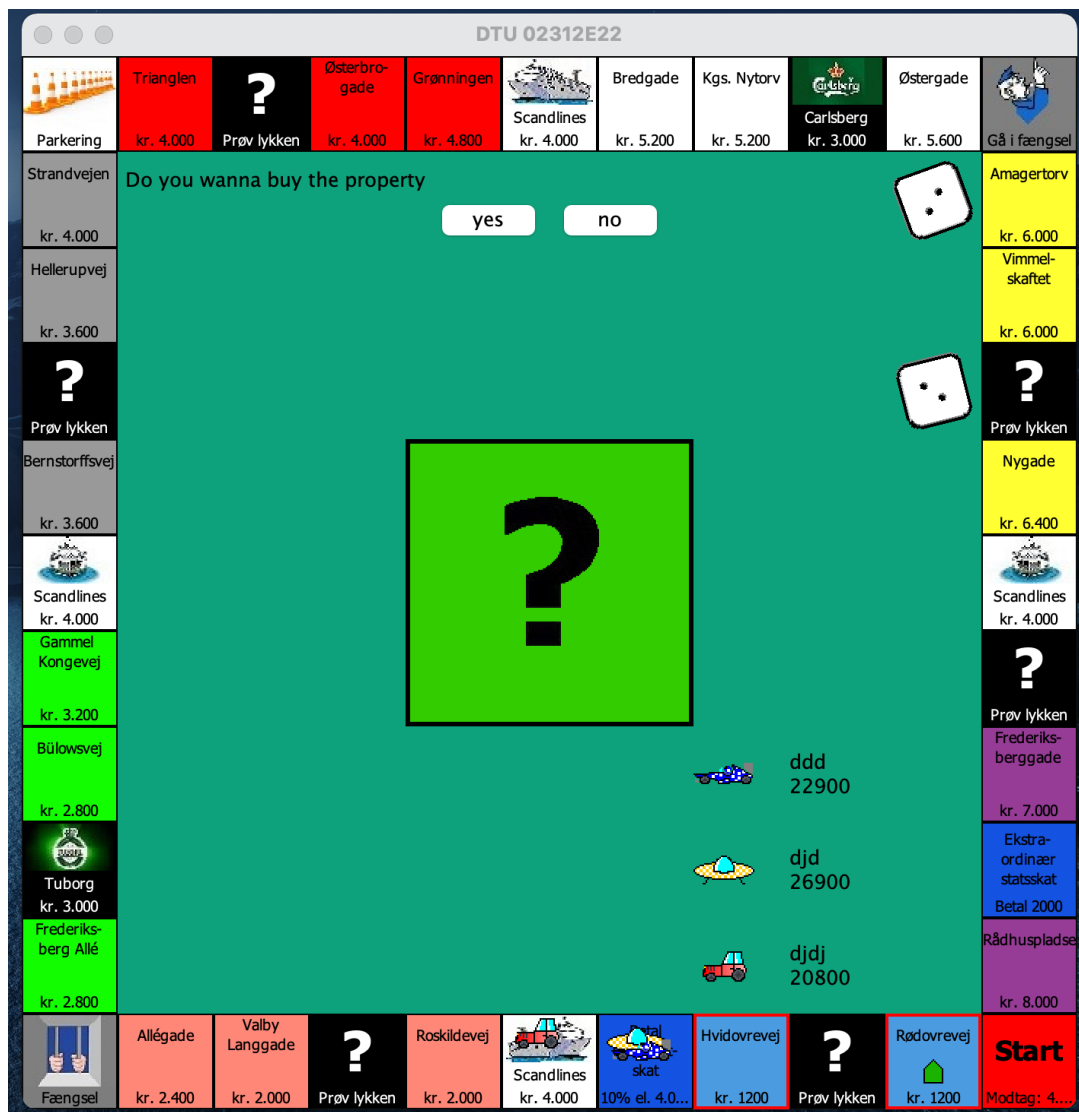 DTU 02312E22
Parkering
Trianglen
kr. 4.000
?
Prøv lykken
Østerbro-
gade
kr. 4.000
Grønningen
kr. 4.800
Scandlines
kr. 4.000
Bredgade
kr. 5.200
Kgs. Nytorv
kr. 5.200
Carlsberg
Carlsberg
kr. 3.000
Østergade
kr. 5.600
Gå i fængsel
Strandvejen
kr. 4.000
Do you wanna buy the property
yes
no
Amagertorv
kr. 6.000
Hellerupvej
kr. 3.600
Vimmel-
skaftet
kr. 6.000
?
Prøv lykken
?
Prøv lykken
Bernstorffsvej
kr. 3.600
Nygade
kr. 6.400
?
Scandlines
kr. 4.000
Scandlines
kr. 4.000
Gammel
Kongevej
kr. 3.200
?
Prøv lykken
Bülowsvej
kr. 2.800
ddd
22900
Frederiks-
berggade
kr. 7.000
Tuborg
kr. 3.000
djd
26900
Ekstra-
ordinær
statsskat
Betal 2000
Frederiks-
berg Allé
kr. 2.800
djdj
20800
Rådhuspladse
kr. 8.000
Fængsel
Allégade
kr. 2.400
Valby
Langgade
kr. 2.000
?
Prøv lykken
Roskildevej
kr. 2.000
Scandlines
kr. 4.000
skat
10% el. 4.0...
Hvidovrevej
kr. 1200
?
Prøv lykken
Rødovrevej
kr. 1200
Start
Modtag: 4....